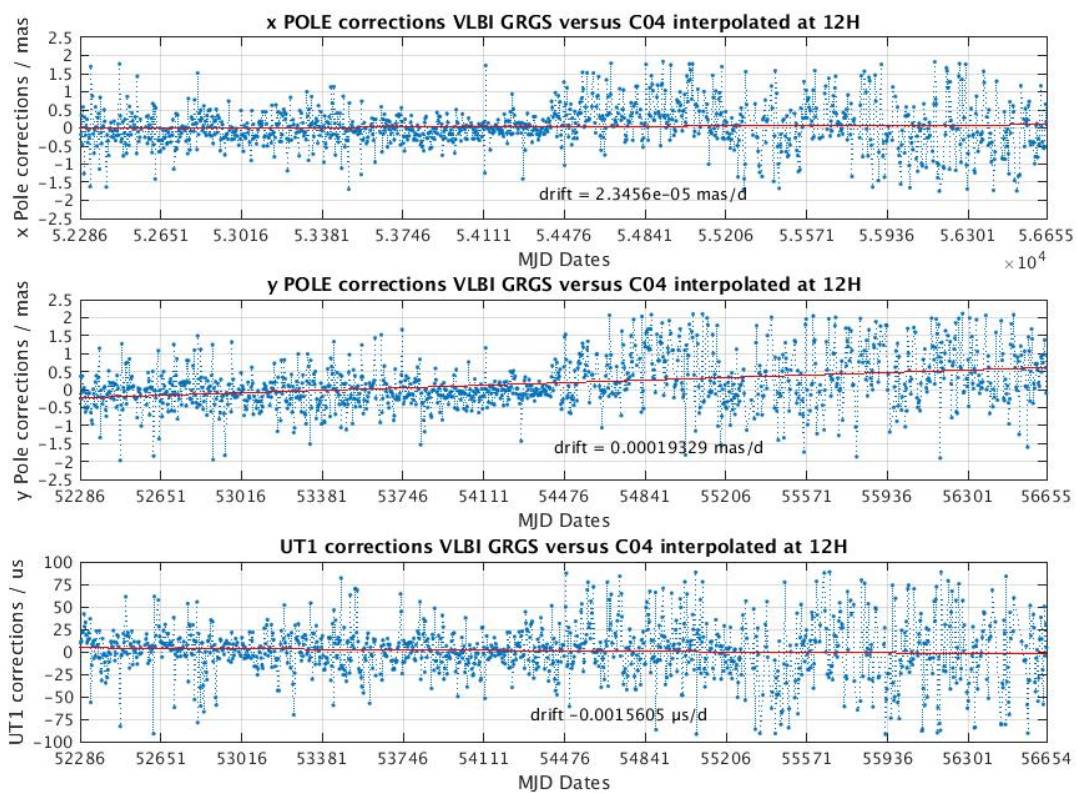 x POLE corrections VLBI GRGS versus C04 interpolated at 12H
x Pole corrections / mas
2.5
2
1.5
1
0.5
0
-0.5
-1
-1.5
-2
-2.5
drift = 2.3456e-05 mas/d
5.2286 5.2651 5.3016 5.3381 5.3746 5.4111 5.4476 5.4841 5.5206 5.5571 5.5936 5.6301 5.6655
MJD Dates
×10^4
y POLE corrections VLBI GRGS versus C04 interpolated at 12H
y Pole corrections / mas
2.5
2
1.5
1
0.5
0
-0.5
-1
-1.5
-2
-2.5
drift = 0.00019329 mas/d
52286 52651 53016 53381 53746 54111 54476 54841 55206 55571 55936 56301 56655
MJD Dates
UT1 corrections VLBI GRGS versus C04 interpolated at 12H
UT1 corrections / us
100
75
50
25
0
-25
-50
-75
-100
drift -0.0015605 µs/d
52286 52651 53016 53381 53746 54111 54476 54841 55206 55571 55936 56301 56654
MJD Dates